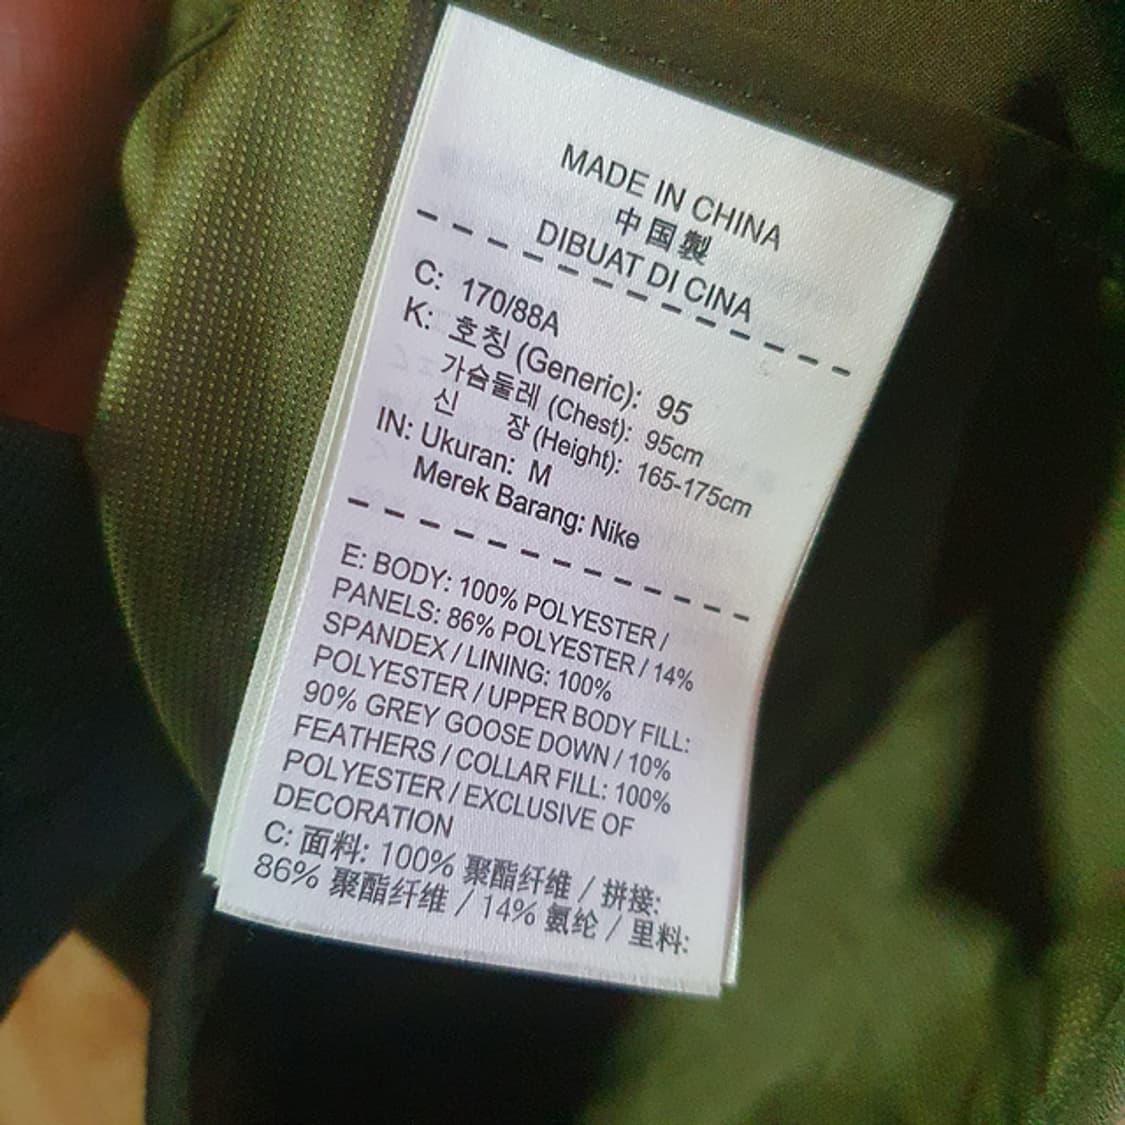 MADE IN CHINA
中国製
DIBUAT DI CINA
C: 170/88A
K: 호칭 (Generic): 95
가슴둘레 (Chest): 95cm
신 장 (Height): 165-175cm
IN: Ukuran: M
Merek Barang: Nike
E: BODY: 100% POLYESTER /
PANELS: 86% POLYESTER / 14%
SPANDEX / LINING: 100%
POLYESTER / UPPER BODY FILL:
90% GREY GOOSE DOWN / 10%
FEATHERS / COLLAR FILL: 100%
POLYESTER / EXCLUSIVE OF
DECORATION
C: 面料: 100% 聚酯纤维 / 拼接:
86% 聚酯纤维 / 14% 氨纶 / 里料: